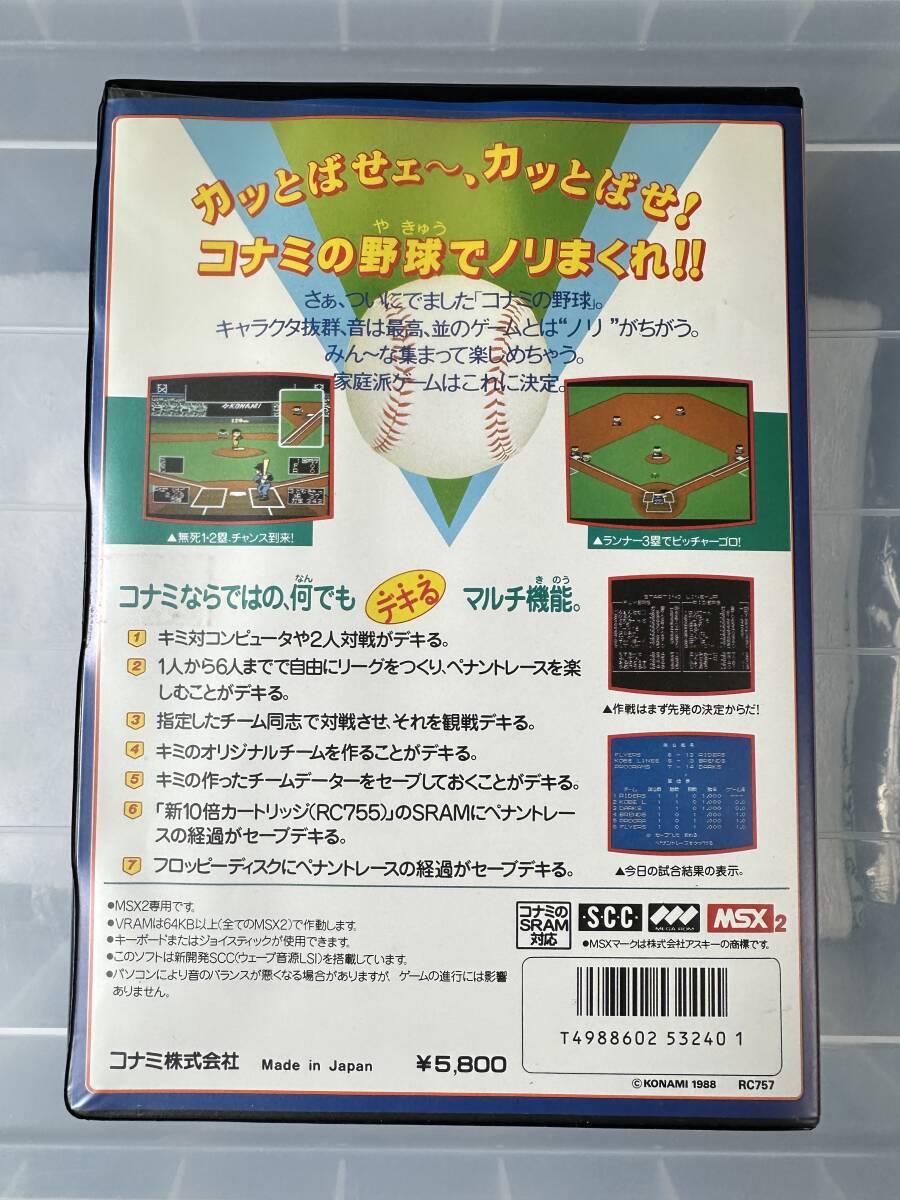 カッとばせェ〜、カッとばせ!
や きゅう
コナミの野球でノリまくれ!!
さぁ、ついにでました「コナミの野球」。
キャラクタ抜群、音は最高、並のゲームとは“ノリ”がちがう。
みん〜な集まって楽しめちゃう。
家庭派ゲームはこれに決定。
KONAMI
▲無死1・2塁、チャンス到来!
▲ランナー3塁でピッチャーゴロ!
なん
きのう
コナミならではの、何でも デキる マルチ機能。
1 キミ対コンピュータや2人対戦がデキる。
2 1人から6人までで自由にリーグをつくり、ペナントレースを楽
しむことがデキる。
3 指定したチーム同志で対戦させ、それを観戦デキる。
4 キミのオリジナルチームを作ることがデキる。
5 キミの作ったチームデーターをセーブしておくことがデキる。
6 「新10倍カートリッジ(RC755)」のSRAMにペナントレー
スの経過がセーブデキる。
7 フロッピーディスクにペナントレースの経過がセーブデキる。
STARTING LINE-UP
FLYERS RIDERS
▲作戦はまず先発の決定からだ!
試合結果
FLYERS 6 - 13 RIDERS
PROGRAMS 7 - 14 DARKS
▲今日の試合結果の表示。
●MSX2専用です。
●VRAMは64KB以上(全てのMSX2)で作動します。
●キーボードまたはジョイスティックが使用できます。
●このソフトは新開発SCC(ウェーブ音源LSI)を搭載しています。
●パソコンにより音のバランスが悪くなる場合がありますが、ゲームの進行には影響
ありません。
コナミの
SRAM
対応
・S・C・C・
MEGA ROM
MSX2
●MSXマークは株式会社アスキーの商標です。
T4988602 53240 1
コナミ株式会社 Made in Japan ¥5,800
©KONAMI 1988 RC757